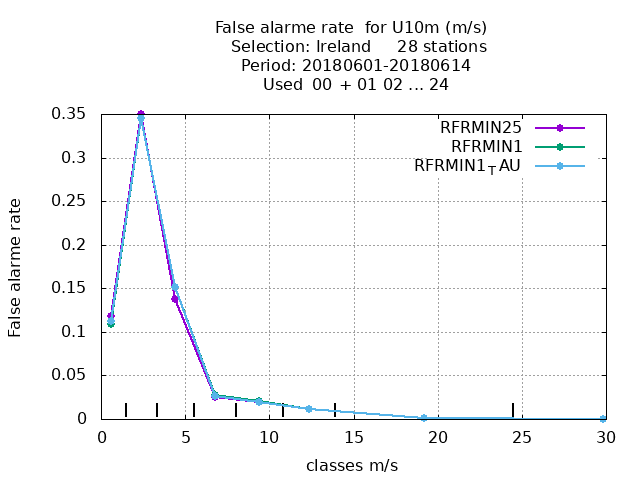 False alarme rate  for U10m (m/s)
Selection: Ireland     28 stations
Period: 20180601-20180614
Used  00 + 01 02 ... 24
RFRMIN25
RFRMIN1
RFRMIN1TAU
False alarme rate
0.35
0.3
0.25
0.2
0.15
0.1
0.05
0
0 5 10 15 20 25 30
classes m/s